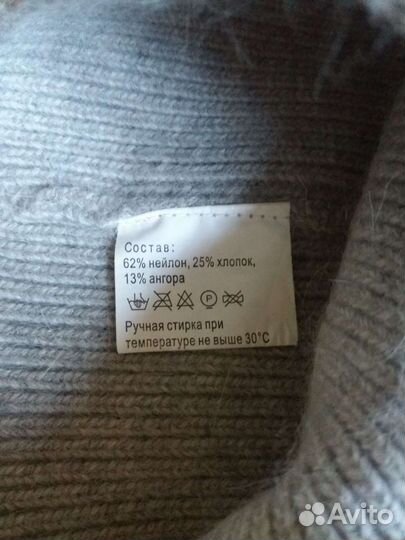 Состав:
62% нейлон, 25% хлопок,
13% ангора
P
Ручная стирка при
температуре не выше 30°C
Avito